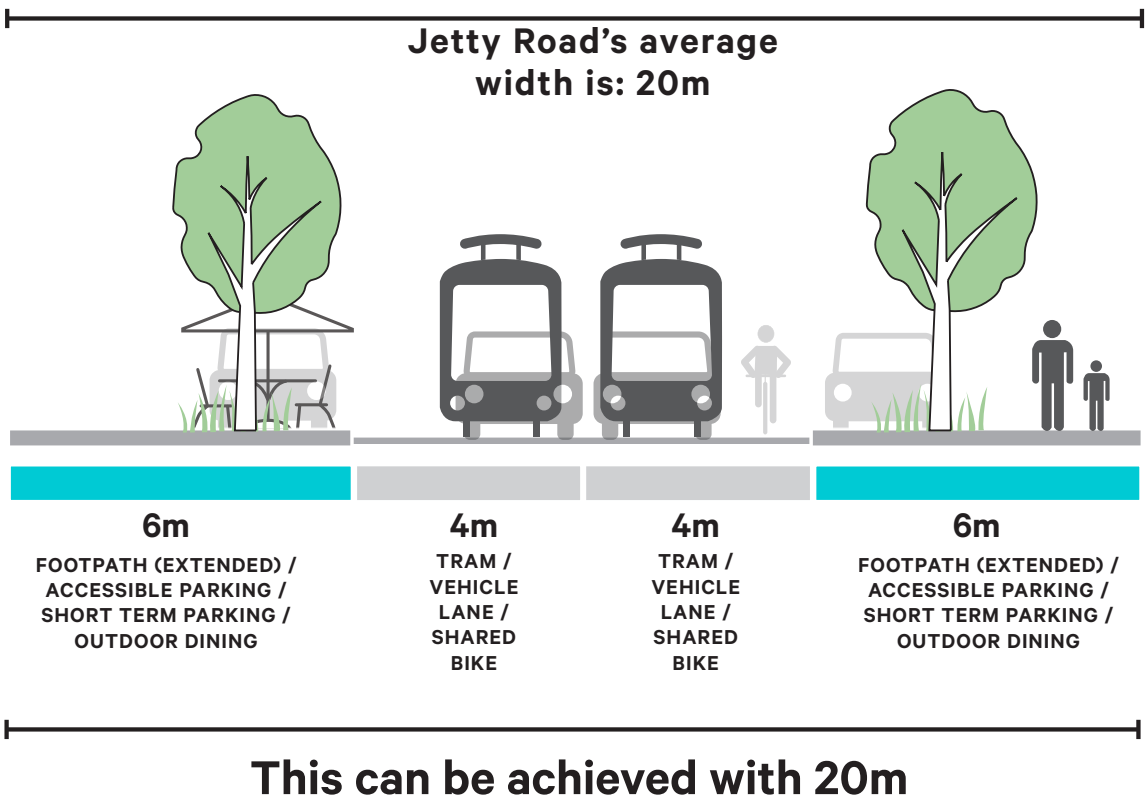 Jetty Road’s average
width is: 20m
6m
FOOTPATH (EXTENDED) /
ACCESSIBLE PARKING /
SHORT TERM PARKING /
OUTDOOR DINING
4m
TRAM /
VEHICLE
LANE /
SHARED
BIKE
4m
TRAM /
VEHICLE
LANE /
SHARED
BIKE
6m
FOOTPATH (EXTENDED) /
ACCESSIBLE PARKING /
SHORT TERM PARKING /
OUTDOOR DINING
This can be achieved with 20m